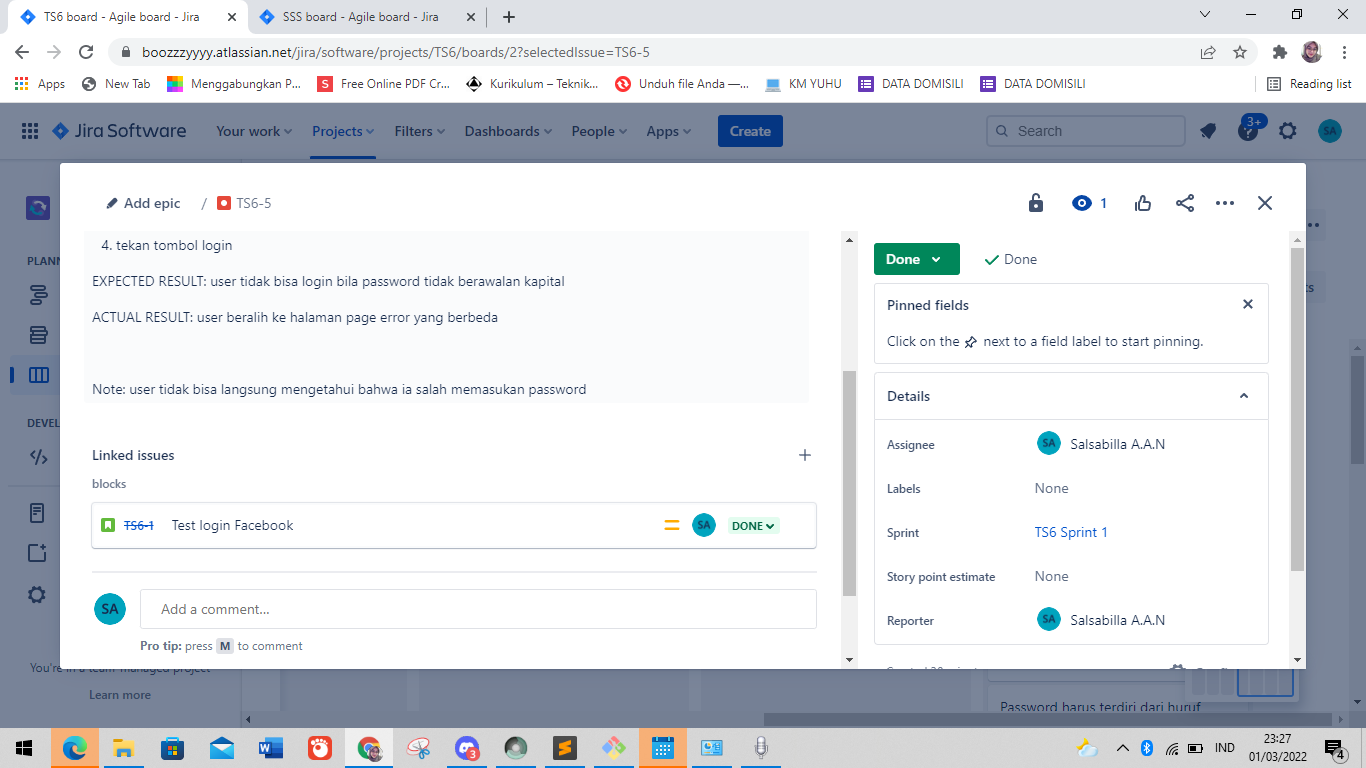 TS6 board - Agile board - Jira
SSS board - Agile board - Jira
boozzzyyyy.atlassian.net/jira/software/projects/TS6/boards/2?selectedIssue=TS6-5
Apps
New Tab
Menggabungkan P...
Free Online PDF Cr...
Kurikulum – Teknik...
Unduh file Anda —...
KM YUHU
DATA DOMISILI
DATA DOMISILI
Reading list
Jira Software
Your work
Projects
Filters
Dashboards
People
Apps
Create
Search
3+
SA
Add epic
/
TS6-5
1
PLANN
DEVEL
4. tekan tombol login
EXPECTED RESULT: user tidak bisa login bila password tidak berawalan kapital
ACTUAL RESULT: user beralih ke halaman page error yang berbeda
Note: user tidak bisa langsung mengetahui bahwa ia salah memasukan password
Linked issues
blocks
TS6-1
Test login Facebook
SA
DONE
SA
Add a comment...
Pro tip: press M to comment
Done
Done
Pinned fields
Click on the next to a field label to start pinning.
Details
Assignee
SA
Salsabilla A.A.N
Labels
None
Sprint
TS6 Sprint 1
Story point estimate
None
Reporter
SA
Salsabilla A.A.N
You're in a team-managed project
Learn more
Password harus terdiri dari huruf
3
IND
23:27
01/03/2022
4